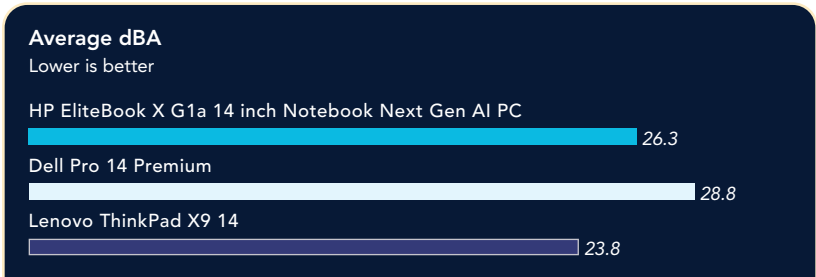 Average dBA
Lower is better
HP EliteBook X G1a 14 inch Notebook Next Gen AI PC
26.3
Dell Pro 14 Premium
28.8
Lenovo ThinkPad X9 14
23.8